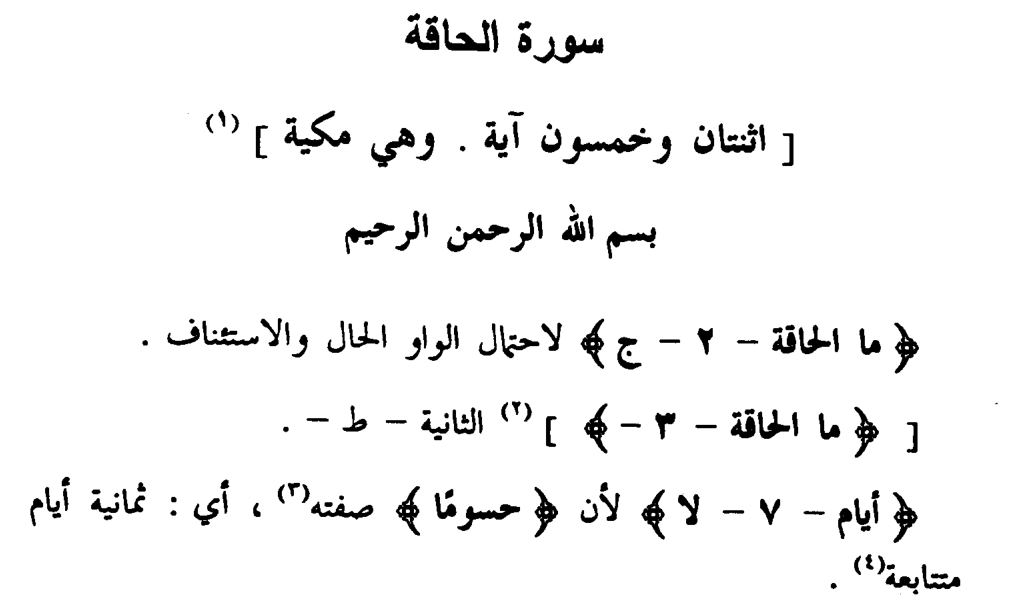 سورة الحاقة
[ اثنتان وخمسون آية . وهي مكية ] (١)
بسم الله الرحمن الرحيم
﴿ ما الحاقة – ٢ – ج ﴾ لاحتمال الواو الحال والاستئناف .
[ ﴿ ما الحاقة – ٣ – ﴾ ] (٢) الثانية – ط – .
﴿ أيام – ٧ – لا ﴾ لأن ﴿ حسومًا ﴾ صفته(٣) ، أي : ثمانية أيام
متتابعة(٤) .